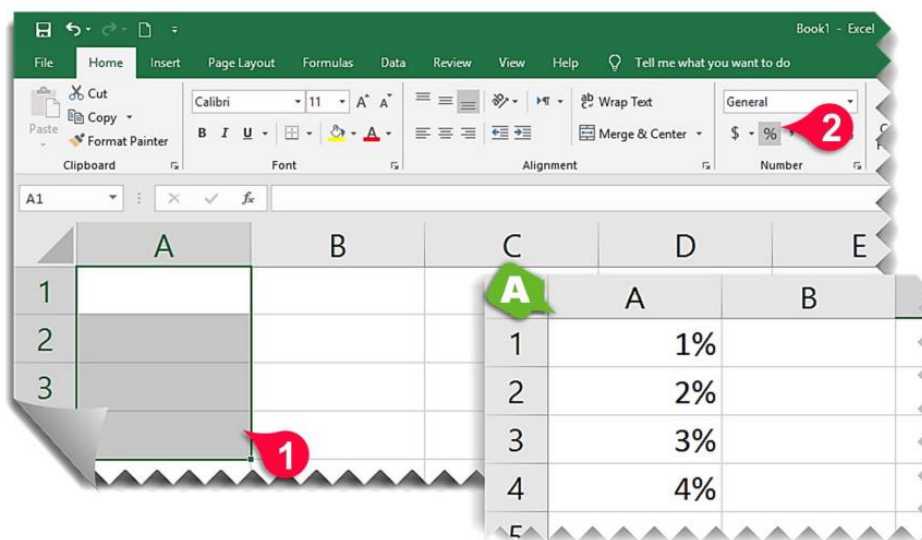 Book1 - Excel
File Home Insert Page Layout Formulas Data Review View Help Tell me what you want to do
Cut
Copy
Paste
Format Painter
Clipboard
Calibri 11 A A
B I U A
Font
ab Wrap Text
Merge & Center
Alignment
General
$ %
Number
2
A1 fx
A B C D E
1
2
3
1
A
A B
1 1%
2 2%
3 3%
4 4%